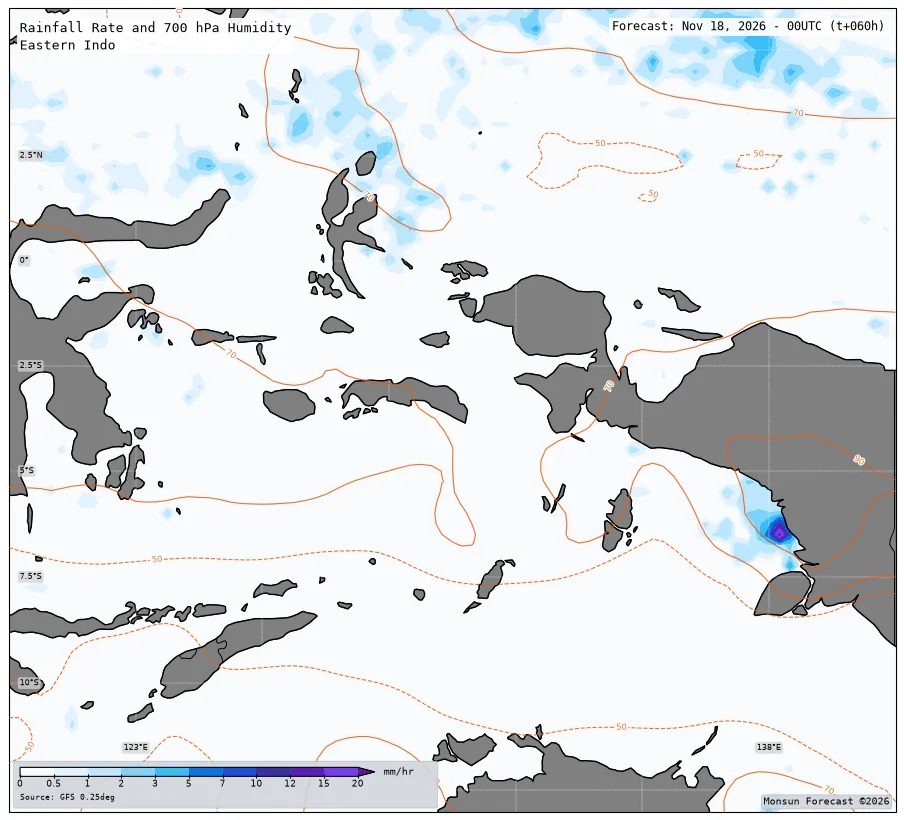 Rainfall Rate and 700 hPa Humidity
Eastern Indo
Forecast: Nov 18, 2026 - 00UTC (t+060h)
70
50
50
2.5°N
50
70
0°
70
2.5°S
70
90
5°S
50
7.5°S
10°S
50
50
123°E
138°E
0 0.5 1 2 3 5 7 10 12 15 20 mm/hr
70
Source: GFS 0.25deg
Monsun Forecast ©2026